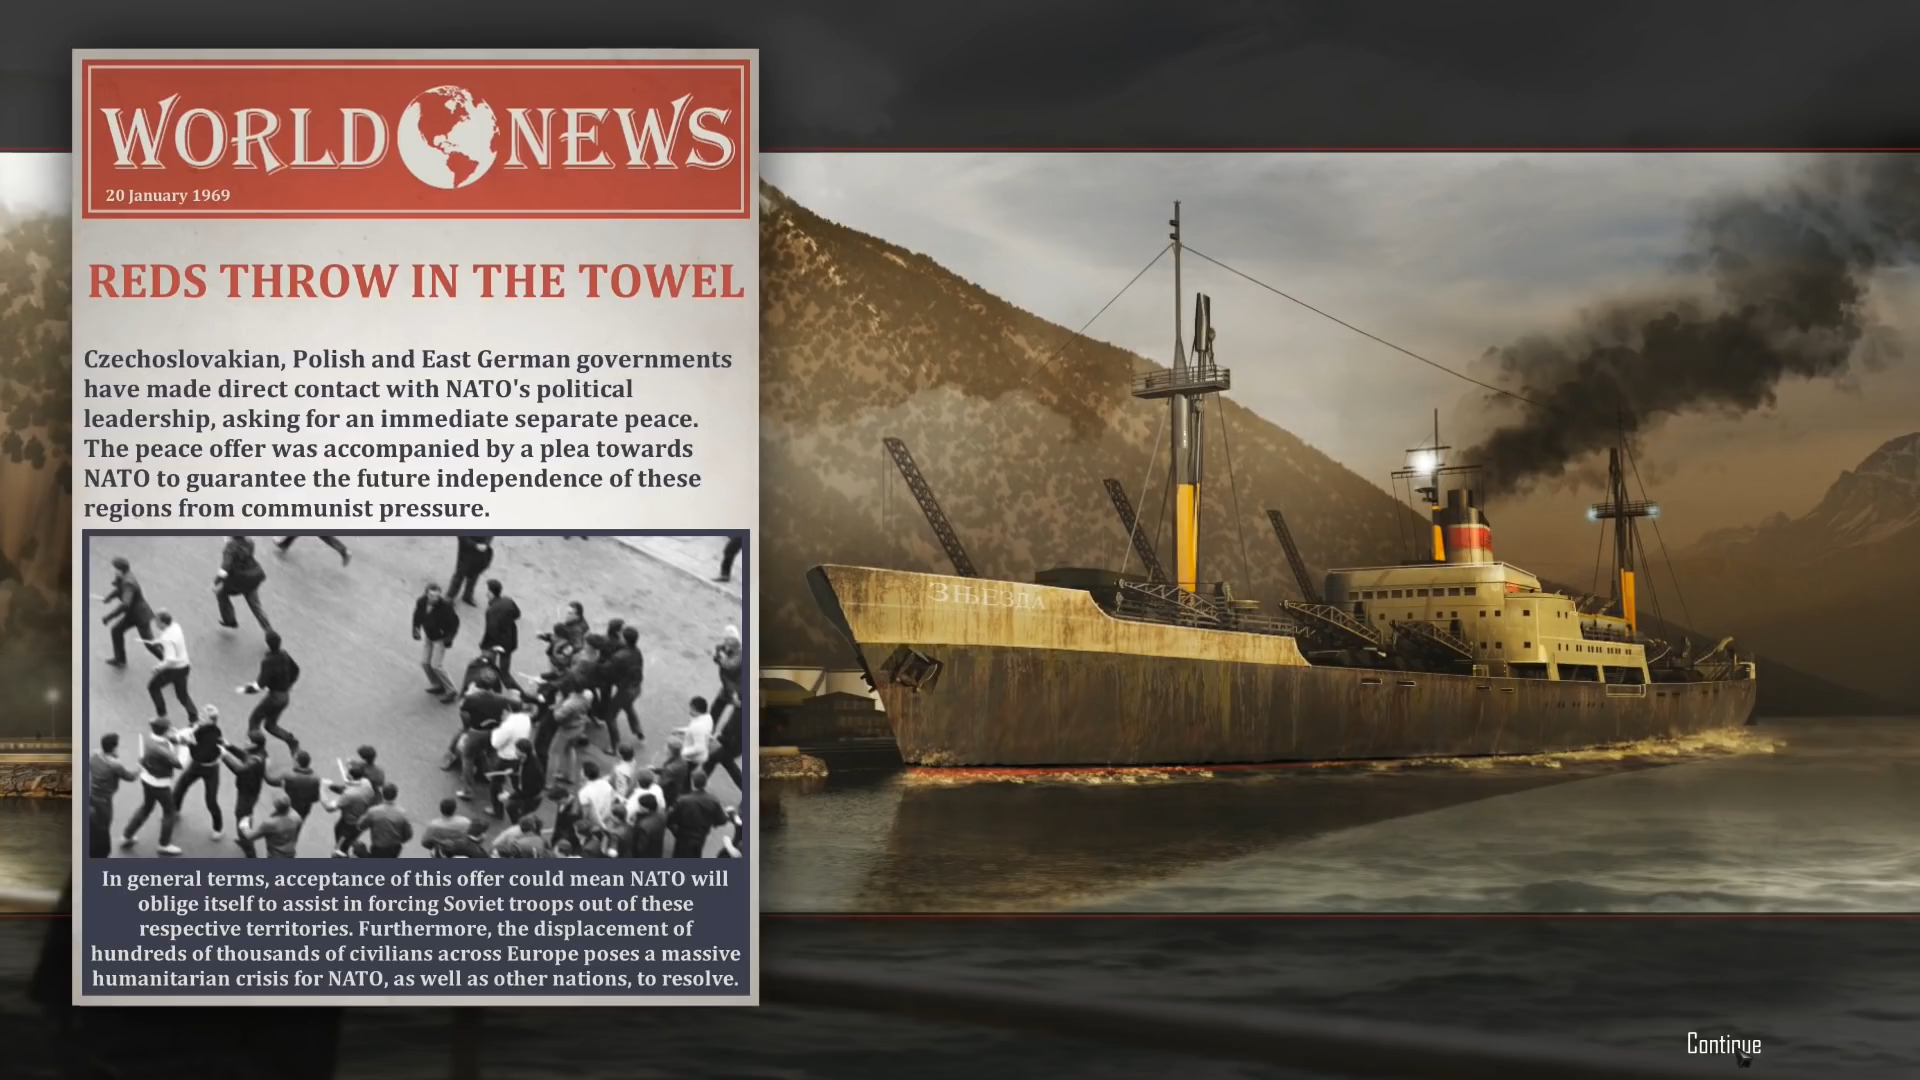 WORLD NEWS
20 January 1969
REDS THROW IN THE TOWEL
Czechoslovakian, Polish and East German governments
have made direct contact with NATO's political
leadership, asking for an immediate separate peace.
The peace offer was accompanied by a plea towards
NATO to guarantee the future independence of these
regions from communist pressure.
ЗЊЕЗДА
In general terms, acceptance of this offer could mean NATO will
oblige itself to assist in forcing Soviet troops out of these
respective territories. Furthermore, the displacement of
hundreds of thousands of civilians across Europe poses a massive
humanitarian crisis for NATO, as well as other nations, to resolve.
Continue